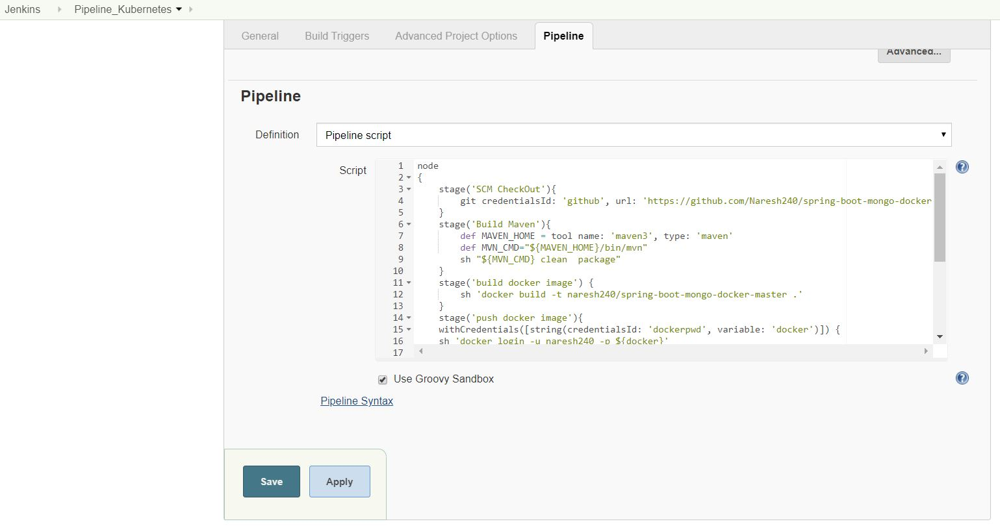 Jenkins Pipeline_Kubernetes
General Build Triggers Advanced Project Options Pipeline
Advanced...
Pipeline
Definition Pipeline script
Script
1 node
2 {
3 stage('SCM CheckOut'){
4 git credentialsId: 'github', url: 'https://github.com/Naresh240/spring-boot-mongo-docker
5 }
6 stage('Build Maven'){
7 def MAVEN_HOME = tool name: 'maven3', type: 'maven'
8 def MVN_CMD="${MAVEN_HOME}/bin/mvn"
9 sh "${MVN_CMD} clean  package"
10 }
11 stage('build docker image') {
12 sh 'docker build -t naresh240/spring-boot-mongo-docker-master .'
13 }
14 stage('push docker image'){
15 withCredentials([string(credentialsId: 'dockerpwd', variable: 'docker')]) {
16 sh 'docker login -u naresh240 -p ${docker}'
17
Use Groovy Sandbox
Pipeline Syntax
Save Apply